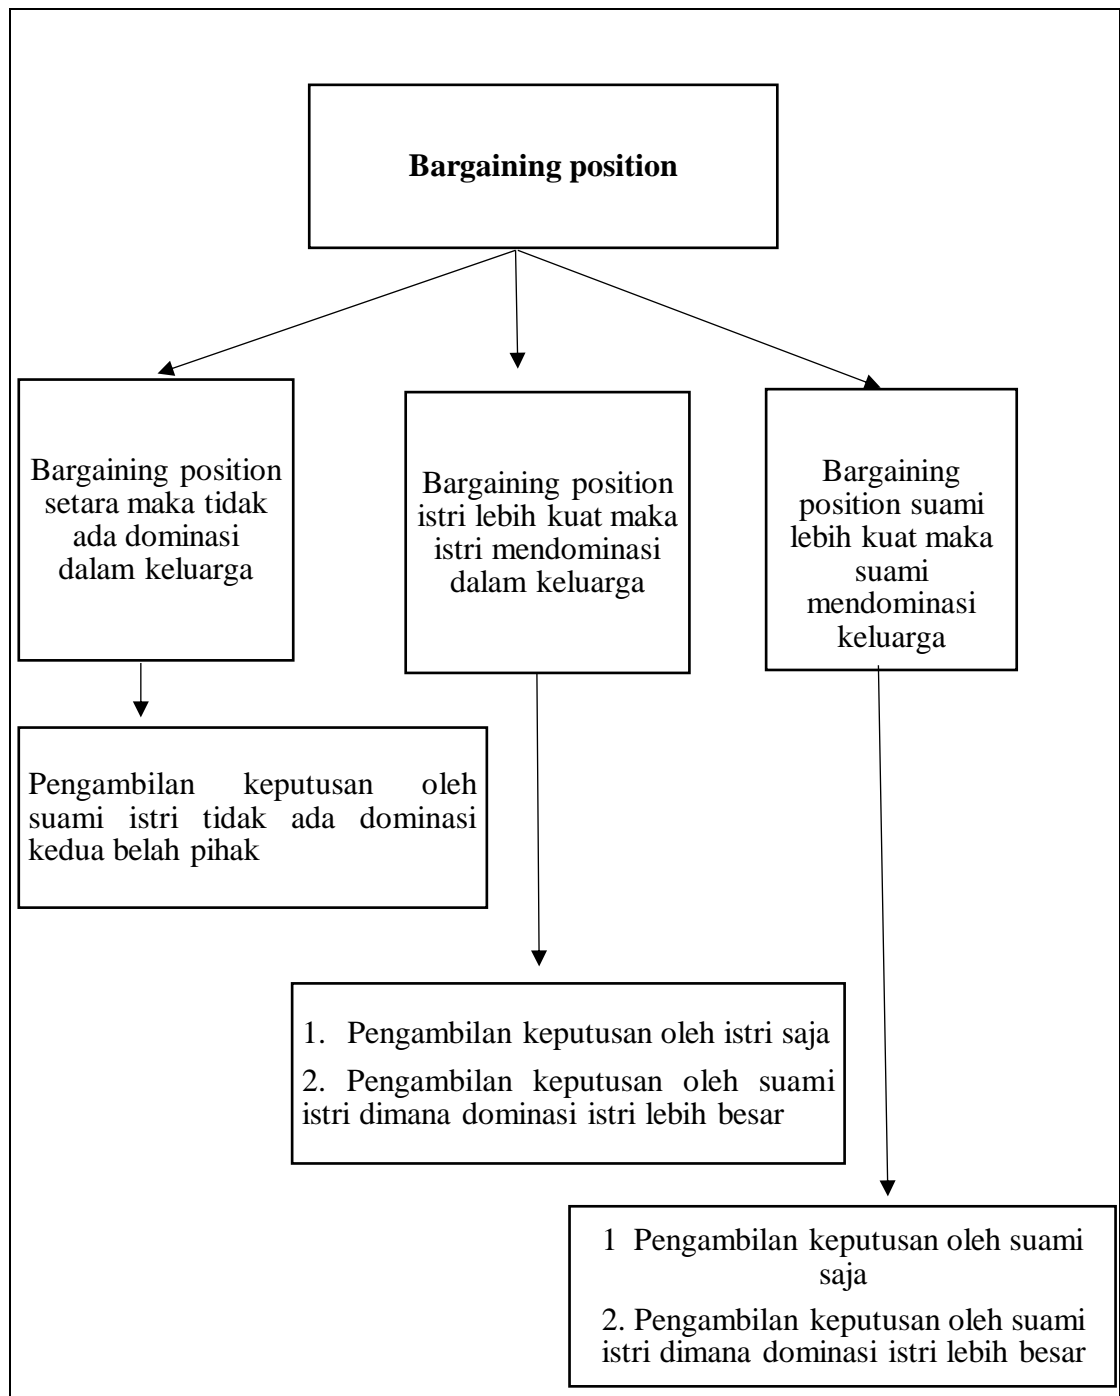 Bargaining position
Bargaining position
setara maka tidak
ada dominasi
dalam keluarga
Bargaining position
istri lebih kuat maka
istri mendominasi
dalam keluarga
Bargaining
position suami
lebih kuat maka
suami
mendominasi
keluarga
Pengambilan keputusan oleh
suami istri tidak ada dominasi
kedua belah pihak
1. Pengambilan keputusan oleh istri saja
2. Pengambilan keputusan oleh suami
istri dimana dominasi istri lebih besar
1 Pengambilan keputusan oleh suami
saja
2. Pengambilan keputusan oleh suami
istri dimana dominasi istri lebih besar